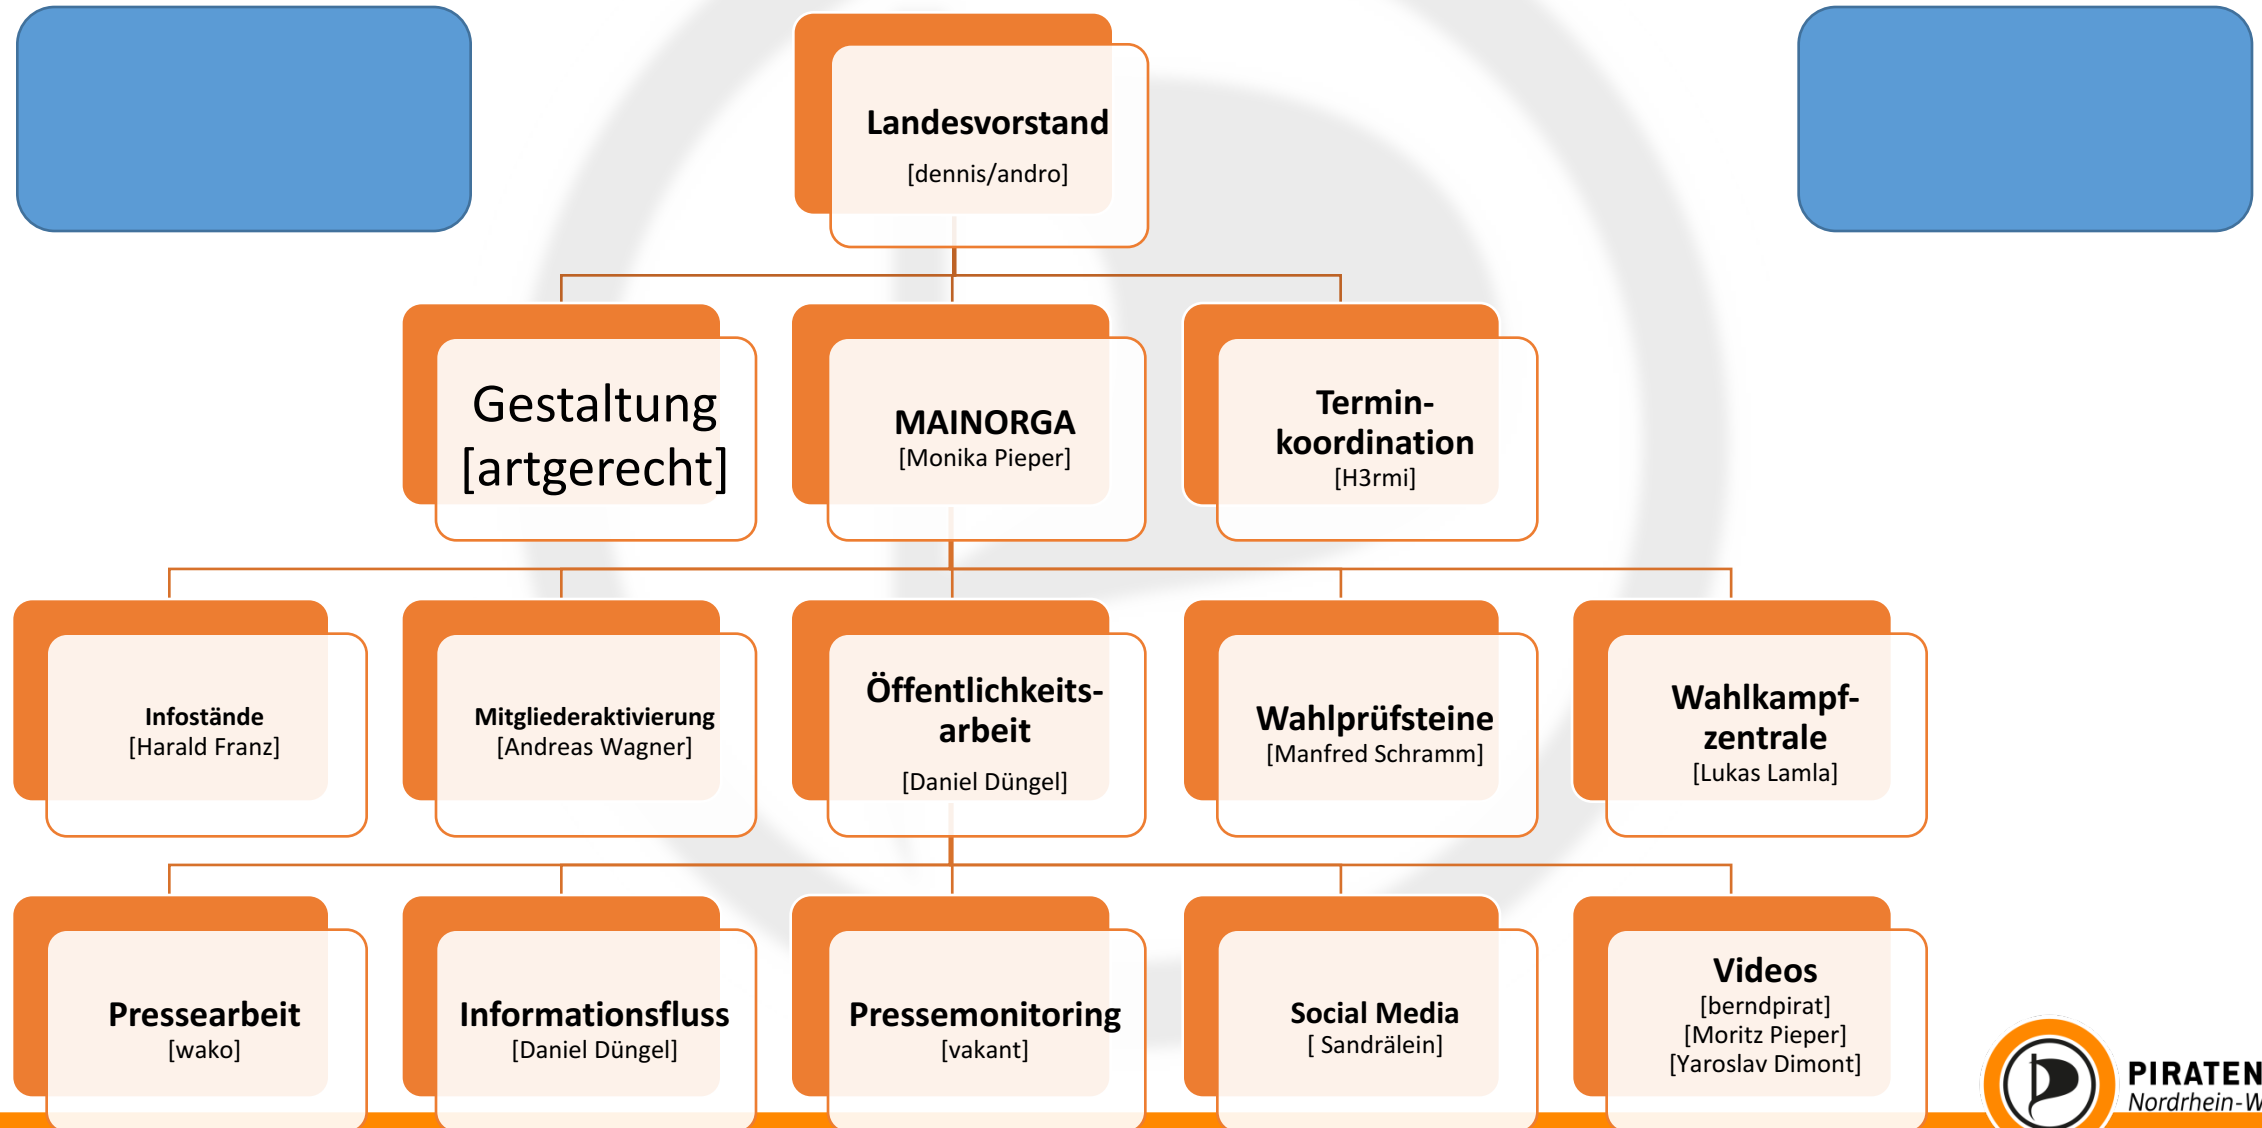 Landesvorstand
[dennis/andro]
Gestaltung
[artgerecht]
MAINORGA
[Monika Pieper]
Termin-
koordination
[H3rmi]
Infostände
[Harald Franz]
Mitgliederaktivierung
[Andreas Wagner]
Öffentlichkeits-
arbeit
[Daniel Düngel]
Wahlprüfsteine
[Manfred Schramm]
Wahlkampf-
zentrale
[Lukas Lamla]
Pressearbeit
[wako]
Informationsfluss
[Daniel Düngel]
Pressemonitoring
[vakant]
Social Media
[ Sandrälein]
Videos
[berndpirat]
[Moritz Pieper]
[Yaroslav Dimont]
PIRATEN
Nordrhein-W